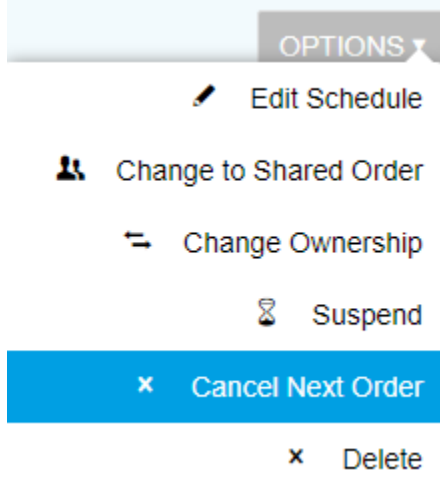 OPTIONS ▾
Edit Schedule
Change to Shared Order
Change Ownership
Suspend
Cancel Next Order
Delete